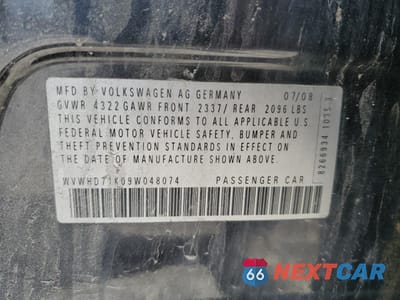 MFD BY VOLKSWAGEN AG GERMANY 07/08
GVWR 4322 GAWR FRONT 2337/ REAR 2096 LBS
THIS VEHICLE CONFORMS TO ALL APPLICABLE U.S.
FEDERAL MOTOR VEHICLE SAFETY, BUMPER AND
THEFT PREVENTION STANDARDS IN EFFECT ON THE
DATE OF MANUFACTURE SHOWN ABOVE.
WVWHD71K09W048074 PASSENGER CAR
8266934
66 NEXTCAR